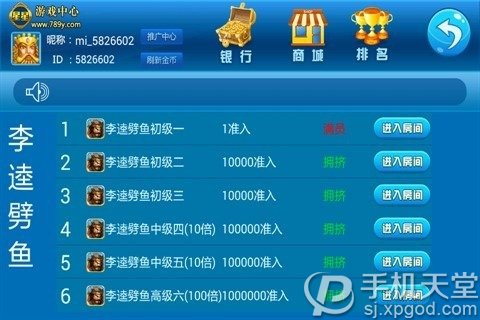 星星 游戏中心
www.789y.com
昵称: mi_5826602 推广中心
ID : 5826602 刷新金币
银行 商城 排名
李逵劈鱼
1 李逵劈鱼初级一 1准入 满员 进入房间
2 李逵劈鱼初级二 10000准入 拥挤 进入房间
3 李逵劈鱼初级三 10000准入 拥挤 进入房间
4 李逵劈鱼中级四(10倍) 100000准入 拥挤 进入房间
5 李逵劈鱼中级五(10倍) 100000准入 拥挤 进入房间
6 李逵劈鱼高级六(100倍) 1000000准入 拥挤 进入房间
手机天堂
sj.xpgod.com